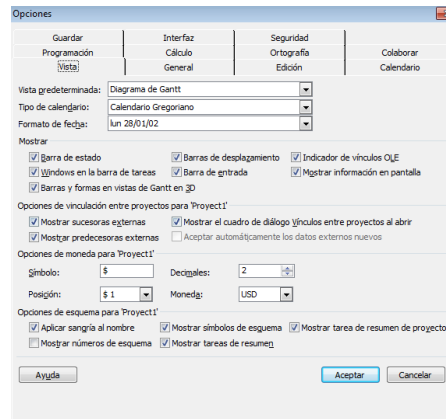 Opciones
Guardar Interfaz Seguridad
Programación Cálculo Ortografía Colaborar
Vista General Edición Calendario
Vista predeterminada: Diagrama de Gantt
Tipo de calendario: Calendario Gregoriano
Formato de fecha: lun 28/01/02
Mostrar
Barra de estado Barras de desplazamiento Indicador de vínculos OLE
Windows en la barra de tareas Barra de entrada Mostrar información en pantalla
Barras y formas en vistas de Gantt en 3D
Opciones de vinculación entre proyectos para 'Proyect1'
Mostrar sucesoras externas Mostrar el cuadro de diálogo Vínculos entre proyectos al abrir
Mostrar predecesoras externas Aceptar automáticamente los datos externos nuevos
Opciones de moneda para 'Proyect1'
Símbolo: $ Decimales: 2
Posición: $ 1 Moneda: USD
Opciones de esquema para 'Proyect1'
Aplicar sangría al nombre Mostrar símbolos de esquema Mostrar tarea de resumen de proyecto
Mostrar números de esquema Mostrar tareas de resumen
Ayuda Aceptar Cancelar